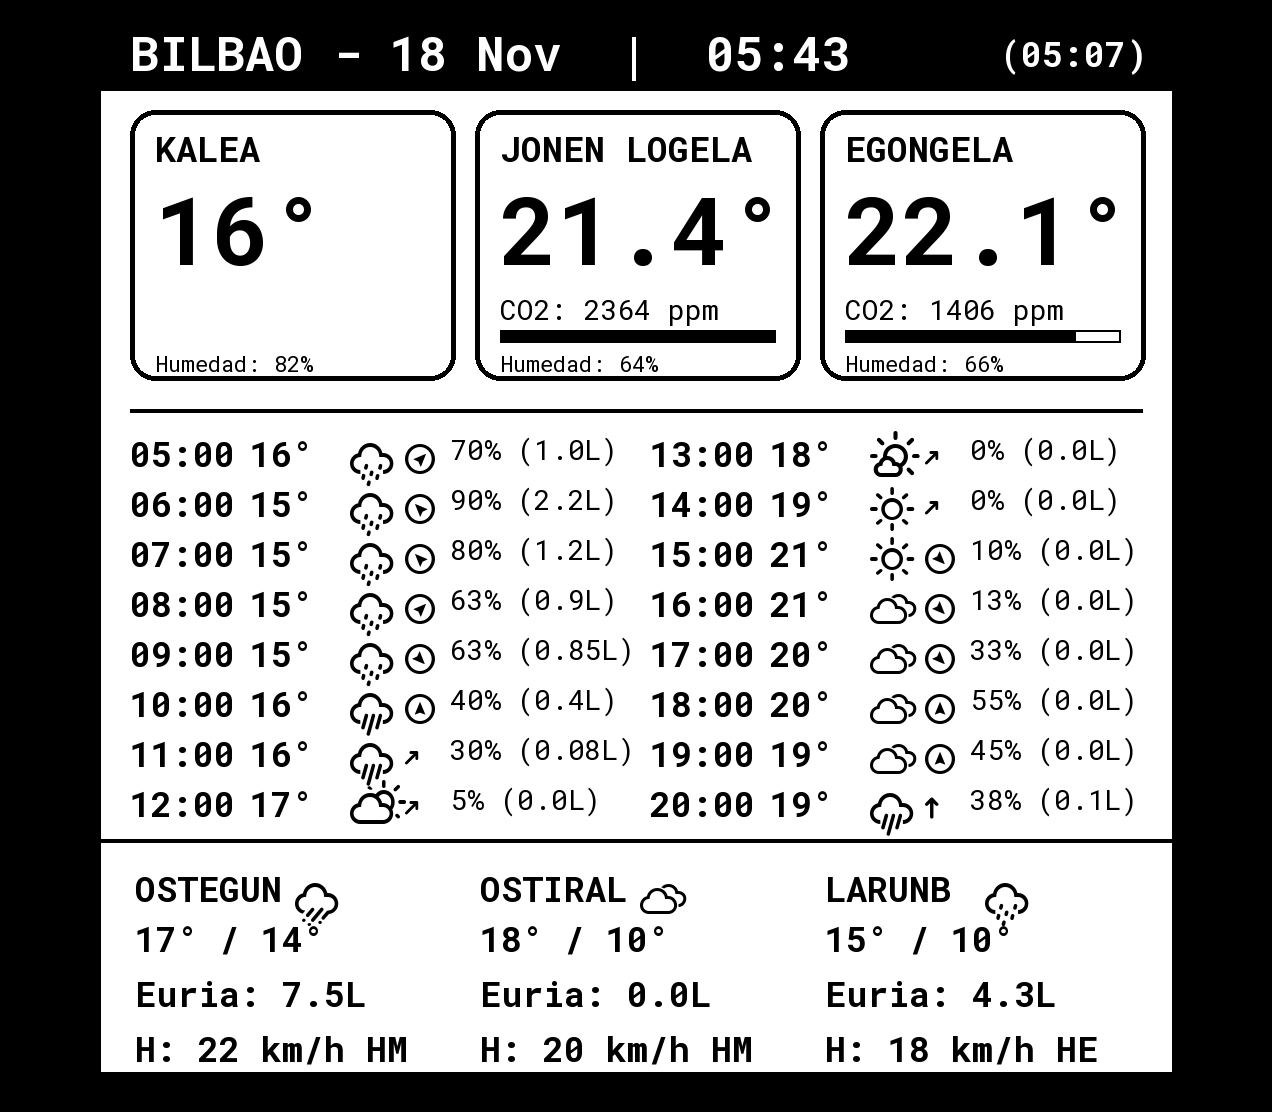 BILBAO - 18 Nov | 05:43 (05:07)
KALEA
16°
Humedad: 82%
JONEN LOGELA
21.4°
CO2: 2364 ppm
Humedad: 64%
EGONGELA
22.1°
CO2: 1406 ppm
Humedad: 66%
05:00 16° 70% (1.0L)
06:00 15° 90% (2.2L)
07:00 15° 80% (1.2L)
08:00 15° 63% (0.9L)
09:00 15° 63% (0.85L)
10:00 16° 40% (0.4L)
11:00 16° 30% (0.08L)
12:00 17° 5% (0.0L)
13:00 18° 0% (0.0L)
14:00 19° 0% (0.0L)
15:00 21° 10% (0.0L)
16:00 21° 13% (0.0L)
17:00 20° 33% (0.0L)
18:00 20° 55% (0.0L)
19:00 19° 45% (0.0L)
20:00 19° 38% (0.1L)
OSTEGUN
17° / 14°
Euria: 7.5L
H: 22 km/h HM
OSTIRAL
18° / 10°
Euria: 0.0L
H: 20 km/h HM
LARUNB
15° / 10°
Euria: 4.3L
H: 18 km/h HE